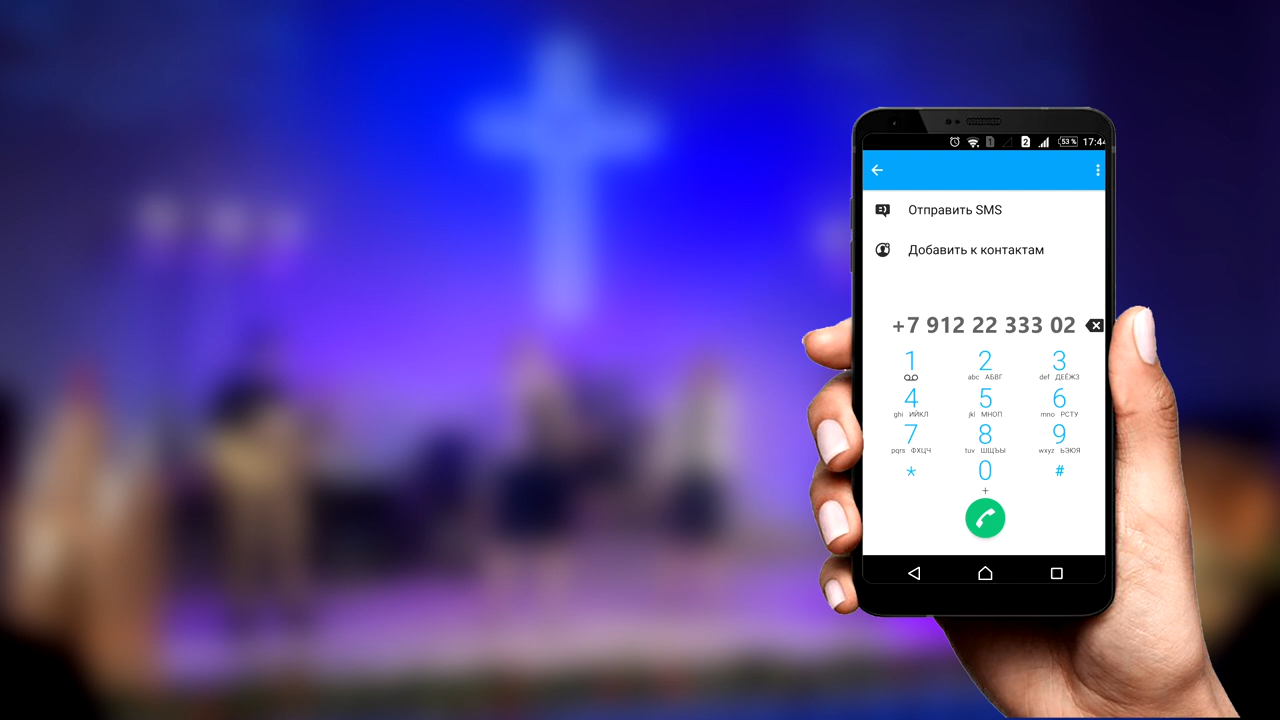 1 2 53 % 17:44
Отправить SMS
Добавить к контактам
+7 912 22 333 02
1 2 3
abc АБВГ def ДЕЁЖЗ
4 5 6
ghi ИЙКЛ jkl МНОП mno РСТУ
7 8 9
pqrs ФХЦЧ tuv ШЩЪЫ wxyz ЬЭЮЯ
* 0 #
+